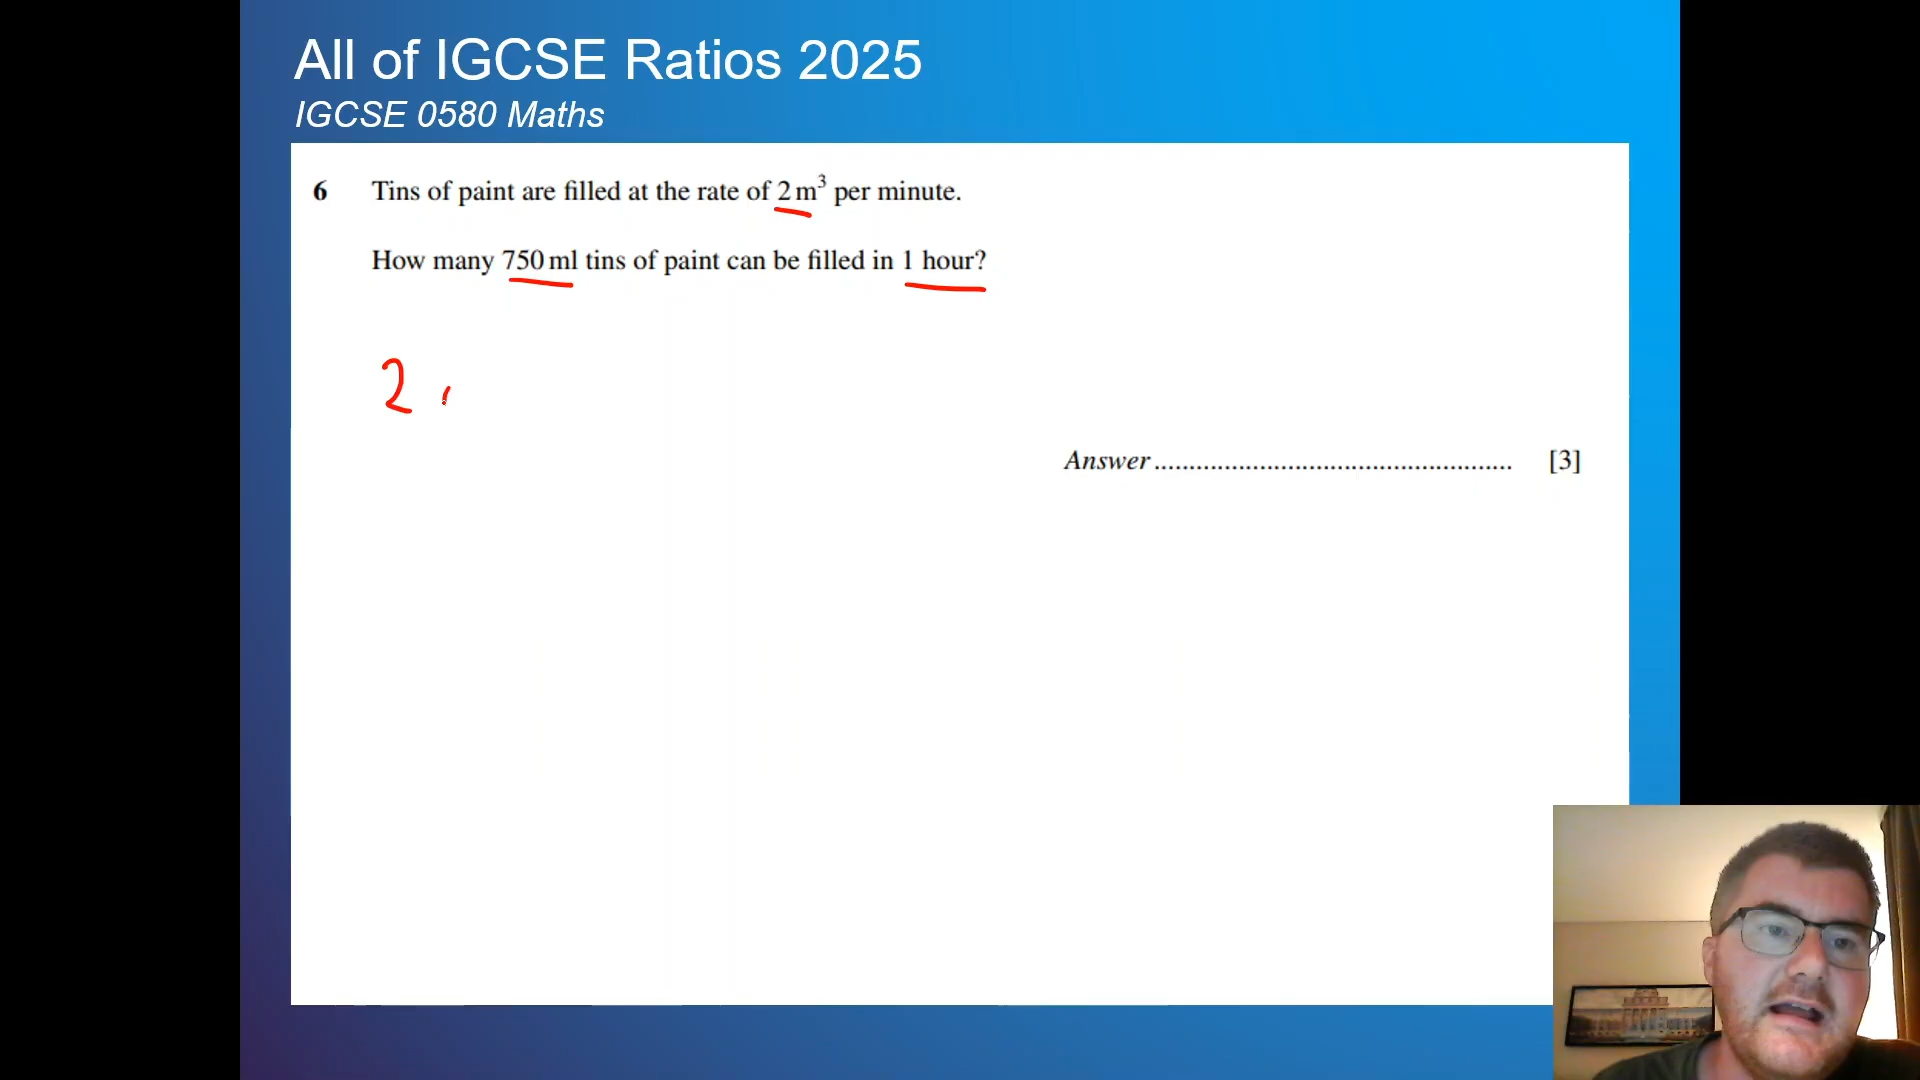 All of IGCSE Ratios 2025
IGCSE 0580 Maths
6 Tins of paint are filled at the rate of 2 m³ per minute.
How many 750 ml tins of paint can be filled in 1 hour?
2
Answer .................................................. [3]